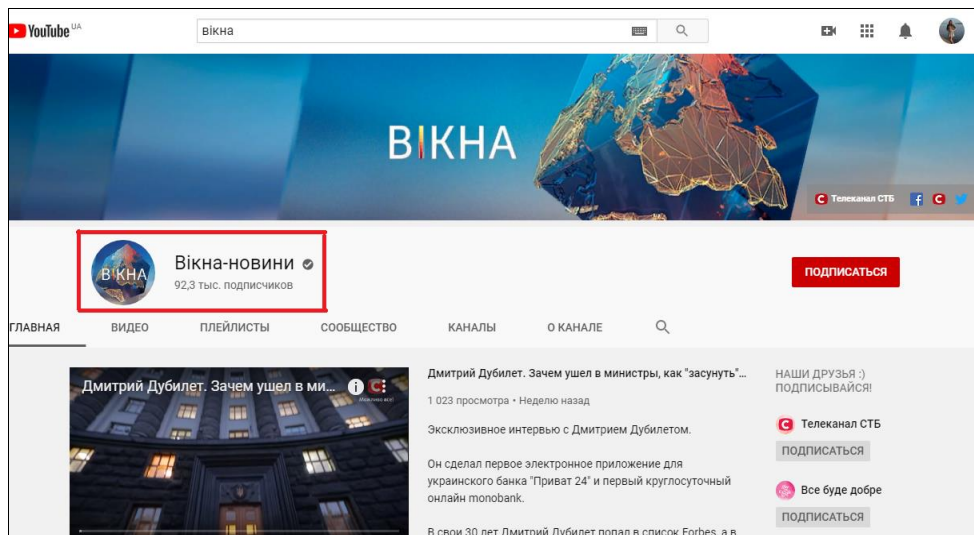 YouTube UA
вікна
ВІКНА
Телеканал СТБ
ВІКНА
Вікна-новини
92,3 тыс. подписчиков
ПОДПИСАТЬСЯ
ГЛАВНАЯ ВИДЕО ПЛЕЙЛИСТЫ СООБЩЕСТВО КАНАЛЫ О КАНАЛЕ
Дмитрий Дубилет. Зачем ушел в ми...
Дмитрий Дубилет. Зачем ушел в министры, как "засунуть"...
1 023 просмотра • Неделю назад
Эксклюзивное интервью с Дмитрием Дубилетом.
Он сделал первое электронное приложение для
украинского банка "Приват 24" и первый круглосуточный
онлайн monobank.
В свои 30 лет Дмитрий Дубилет попал в список Forbes, а в
НАШИ ДРУЗЬЯ :)
ПОДПИСЫВАЙСЯ!
Телеканал СТБ
ПОДПИСАТЬСЯ
Все буде добре
ПОДПИСАТЬСЯ